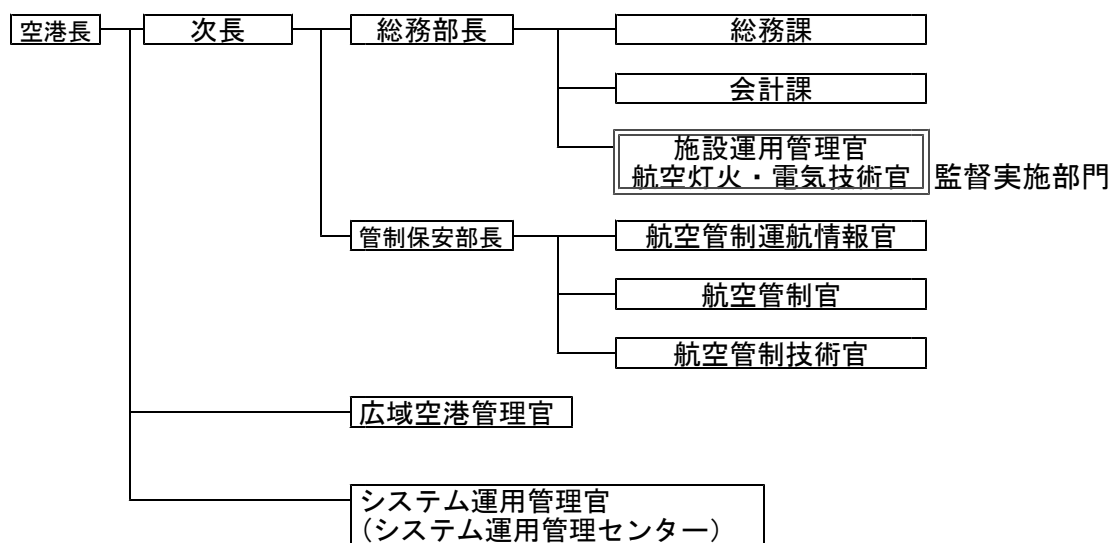 空港長
次長
総務部長
総務課
会計課
施設運用管理官
航空灯火・電気技術官
監督実施部門
管制保安部長
航空管制運航情報官
航空管制官
航空管制技術官
広域空港管理官
システム運用管理官
(システム運用管理センター)